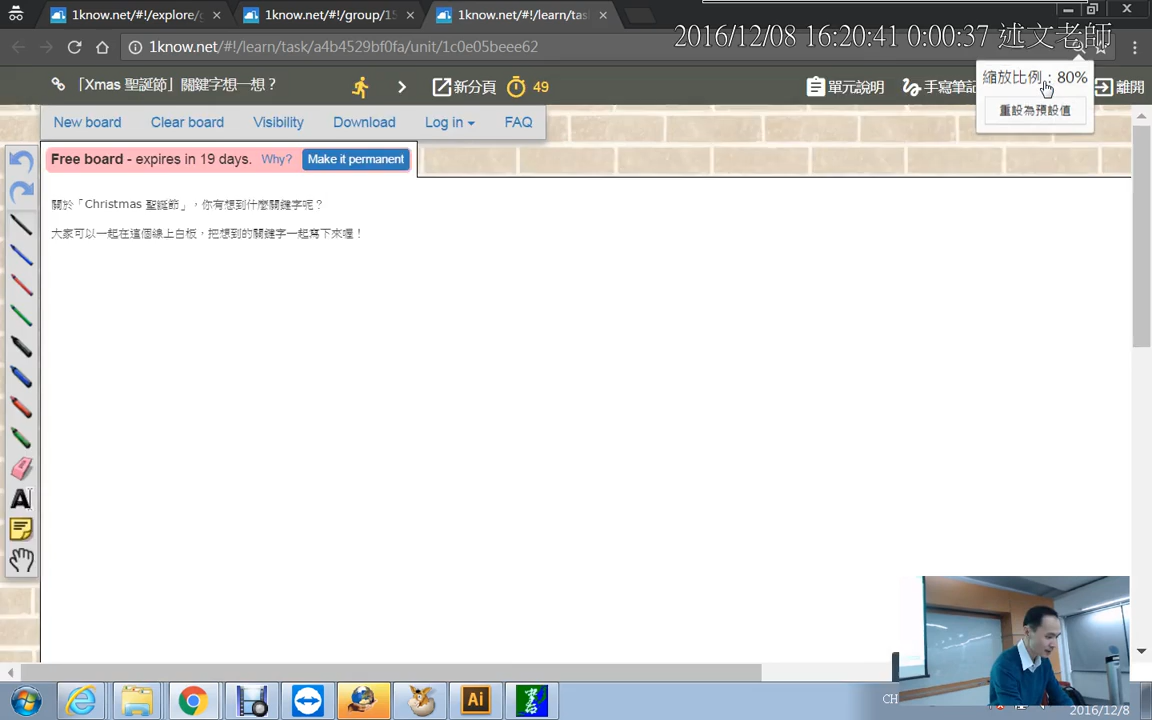 1know.net/#!/explore/g
1know.net/#!/group/15
1know.net/#!/learn/tas
1know.net/#!/learn/task/a4b4529bf0fa/unit/1c0e05beee62
2016/12/08 16:20:41 0:00:37 述文老師
「Xmas 聖誕節」關鍵字想一想？
新分頁
49
單元說明
手寫筆記
離開
縮放比例：80%
重設為預設值
New board
Clear board
Visibility
Download
Log in
FAQ
Free board - expires in 19 days. Why? Make it permanent
關於「Christmas 聖誕節」，你有想到什麼關鍵字呢？
大家可以一起在這個線上白板，把想到的關鍵字一起寫下來喔！
A
Ai
CH
2016/12/8